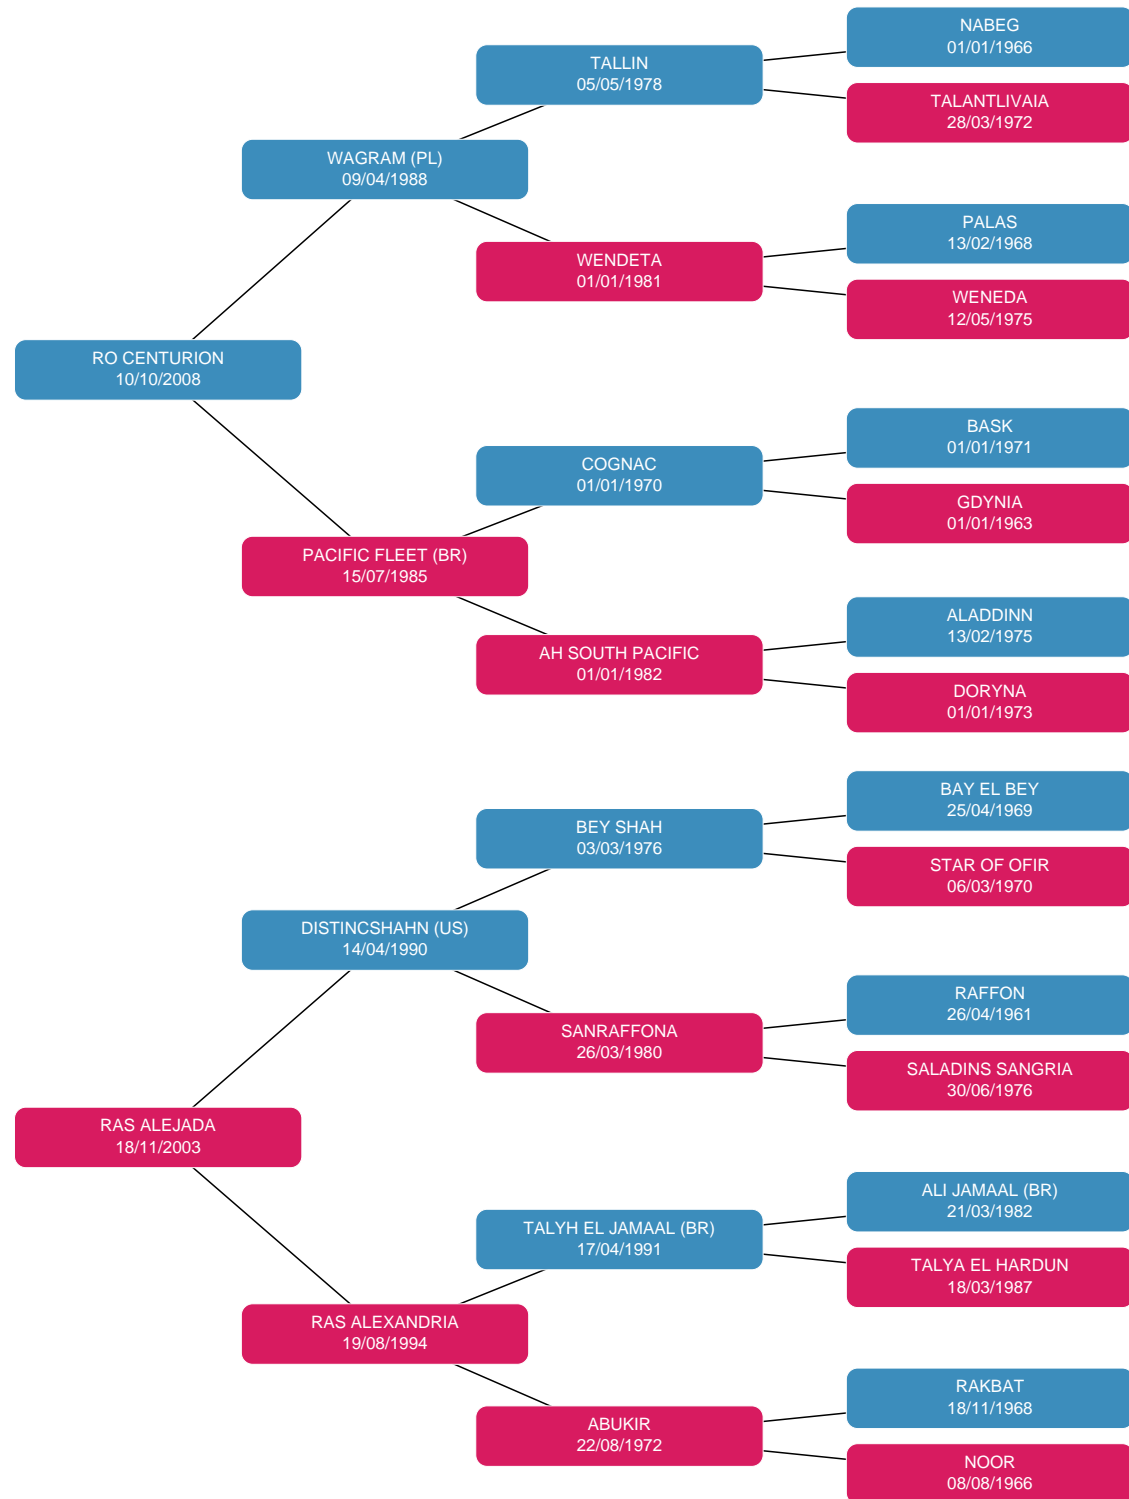 NABEG
01/01/1966
TALLIN
05/05/1978
TALANTLIVAIA
28/03/1972
WAGRAM (PL)
09/04/1988
PALAS
13/02/1968
WENDETA
01/01/1981
WENEDA
12/05/1975
RO CENTURION
10/10/2008
BASK
01/01/1971
COGNAC
01/01/1970
GDYNIA
01/01/1963
PACIFIC FLEET (BR)
15/07/1985
ALADDINN
13/02/1975
AH SOUTH PACIFIC
01/01/1982
DORYNA
01/01/1973
BAY EL BEY
25/04/1969
BEY SHAH
03/03/1976
STAR OF OFIR
06/03/1970
DISTINCSHAHN (US)
14/04/1990
RAFFON
26/04/1961
SANRAFFONA
26/03/1980
SALADINS SANGRIA
30/06/1976
RAS ALEJADA
18/11/2003
ALI JAMAAL (BR)
21/03/1982
TALYH EL JAMAAL (BR)
17/04/1991
TALYA EL HARDUN
18/03/1987
RAS ALEXANDRIA
19/08/1994
RAKBAT
18/11/1968
ABUKIR
22/08/1972
NOOR
08/08/1966